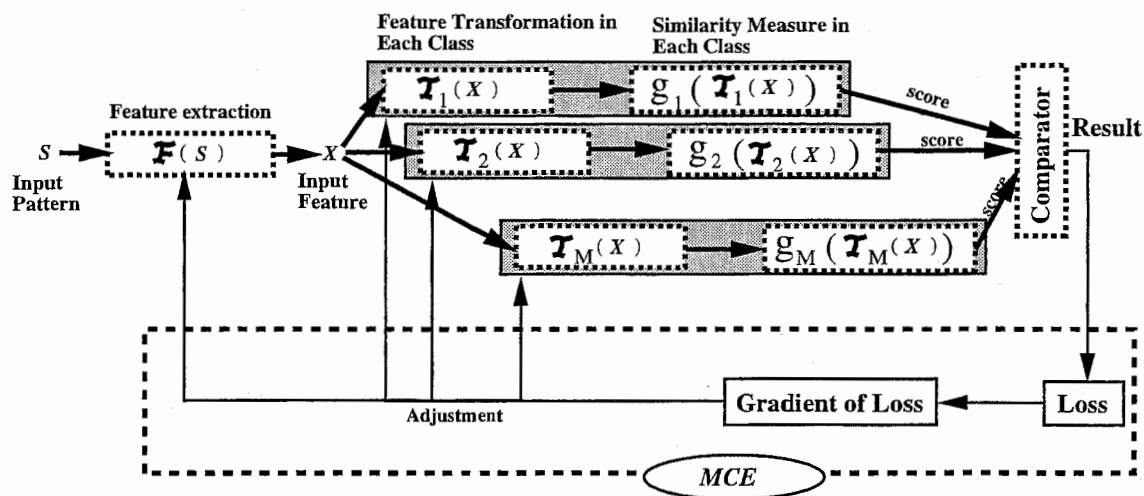 Feature Transformation in
Each Class
Similarity Measure in
Each Class
𝓣1(X)
g1(𝓣1(X))
score
Feature extraction
S
𝓕(S)
X
𝓣2(X)
g2(𝓣2(X))
score
Comparator
Result
Input
Pattern
Input
Feature
𝓣M(X)
gM(𝓣M(X))
score
Adjustment
Gradient of Loss
Loss
MCE